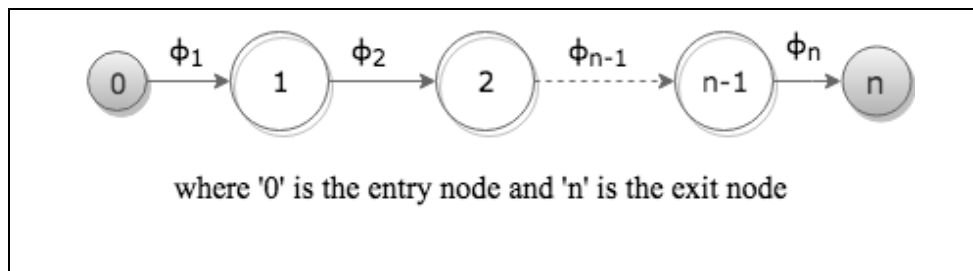 ϕ1 ϕ2 ϕn-1 ϕn
0 1 2 n-1 n
where '0' is the entry node and 'n' is the exit node